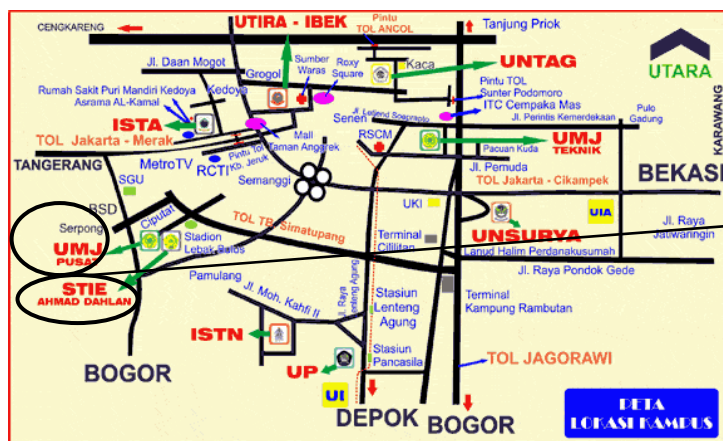 UTIRA - IBEK
CENGKARENG
Pintu
TOL ANCOL
Tanjung Priok
Jl. Daan Mogot
Grogol
Sumber
Waras
Roxy
Square
Kaca
UNTAG
UTARA
Rumah Sakit Puri Mandiri Kedoya
Asrama AL-Kamal
Kedoya
Pintu TOL
Sunter Podomoro
ITC Cempaka Mas
KARAWANG
ISTA
Senen
Jl. Letjend Soeprapto
Jl. Perintis Kemerdekaan
Pulo
Gadung
TOL Jakarta - Merak
Mall
Taman Anggrek
RSCM
UMJ
TEKNIK
Pacuan Kuda
TANGERANG
MetroTV
RCTI
Pintu Tol
Kb. Jeruk
Jl. Pemuda
BEKASI
SGU
Semanggi
TOL Jakarta - Cikampek
BSD
Ciputat
UKI
UIA
Serpong
UMJ
PUSAT
Stadion
Lebak Bulus
TOL TB. Simatupang
Terminal
Cililitan
UNSURYA
Jl. Raya
Jatiwaringin
Lanud Halim Perdanakusumah
Jl. Raya Pondok Gede
Pamulang
STIE
AHMAD DAHLAN
Jl. Moh. Kahfi II
Jl. Raya
Lenteng Agung
Stasiun
Lenteng
Agung
Terminal
Kampung Rambutan
ISTN
Stasiun
Pancasila
TOL JAGORAWI
UP
BOGOR
UI
DEPOK
BOGOR
PETA
LOKASI KAMPUS